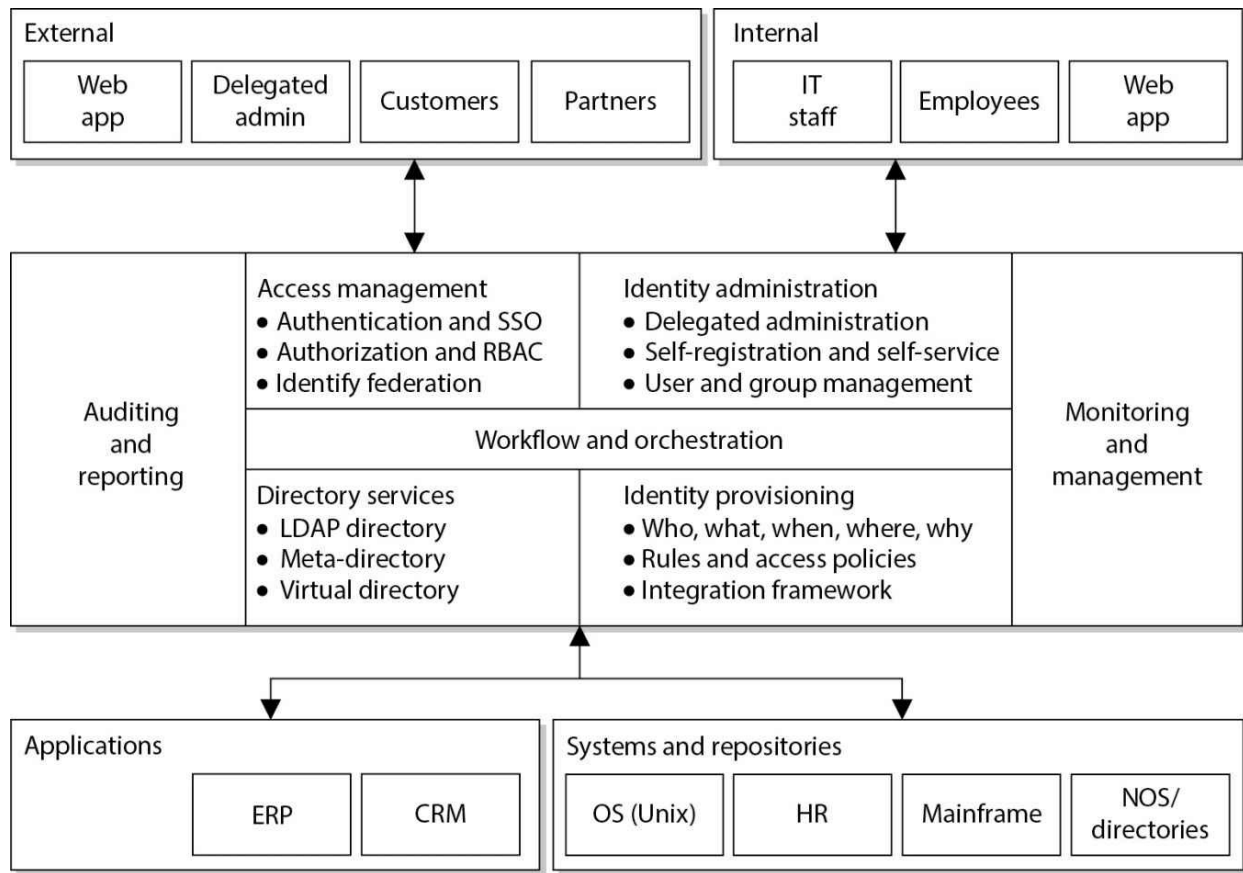 External
Web
app
Delegated
admin
Customers
Partners
Internal
IT
staff
Employees
Web
app
Auditing
and
reporting
Access management
• Authentication and SSO
• Authorization and RBAC
• Identify federation
Identity administration
• Delegated administration
• Self-registration and self-service
• User and group management
Workflow and orchestration
Directory services
• LDAP directory
• Meta-directory
• Virtual directory
Identity provisioning
• Who, what, when, where, why
• Rules and access policies
• Integration framework
Monitoring
and
management
Applications
ERP
CRM
Systems and repositories
OS (Unix)
HR
Mainframe
NOS/
directories